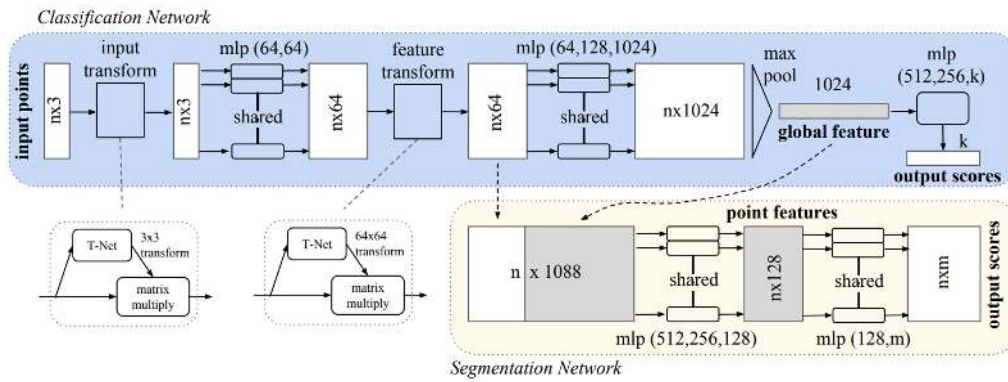 Classification Network
input points
nx3
input
transform
nx3
mlp (64,64)
shared
nx64
feature
transform
nx64
mlp (64,128,1024)
shared
nx1024
max
pool
1024
global feature
mlp
(512,256,k)
k
output scores
T-Net
3x3
transform
matrix
multiply
T-Net
64x64
transform
matrix
multiply
point features
n x 1088
shared
mlp (512,256,128)
nx128
shared
mlp (128,m)
nxm
output scores
Segmentation Network